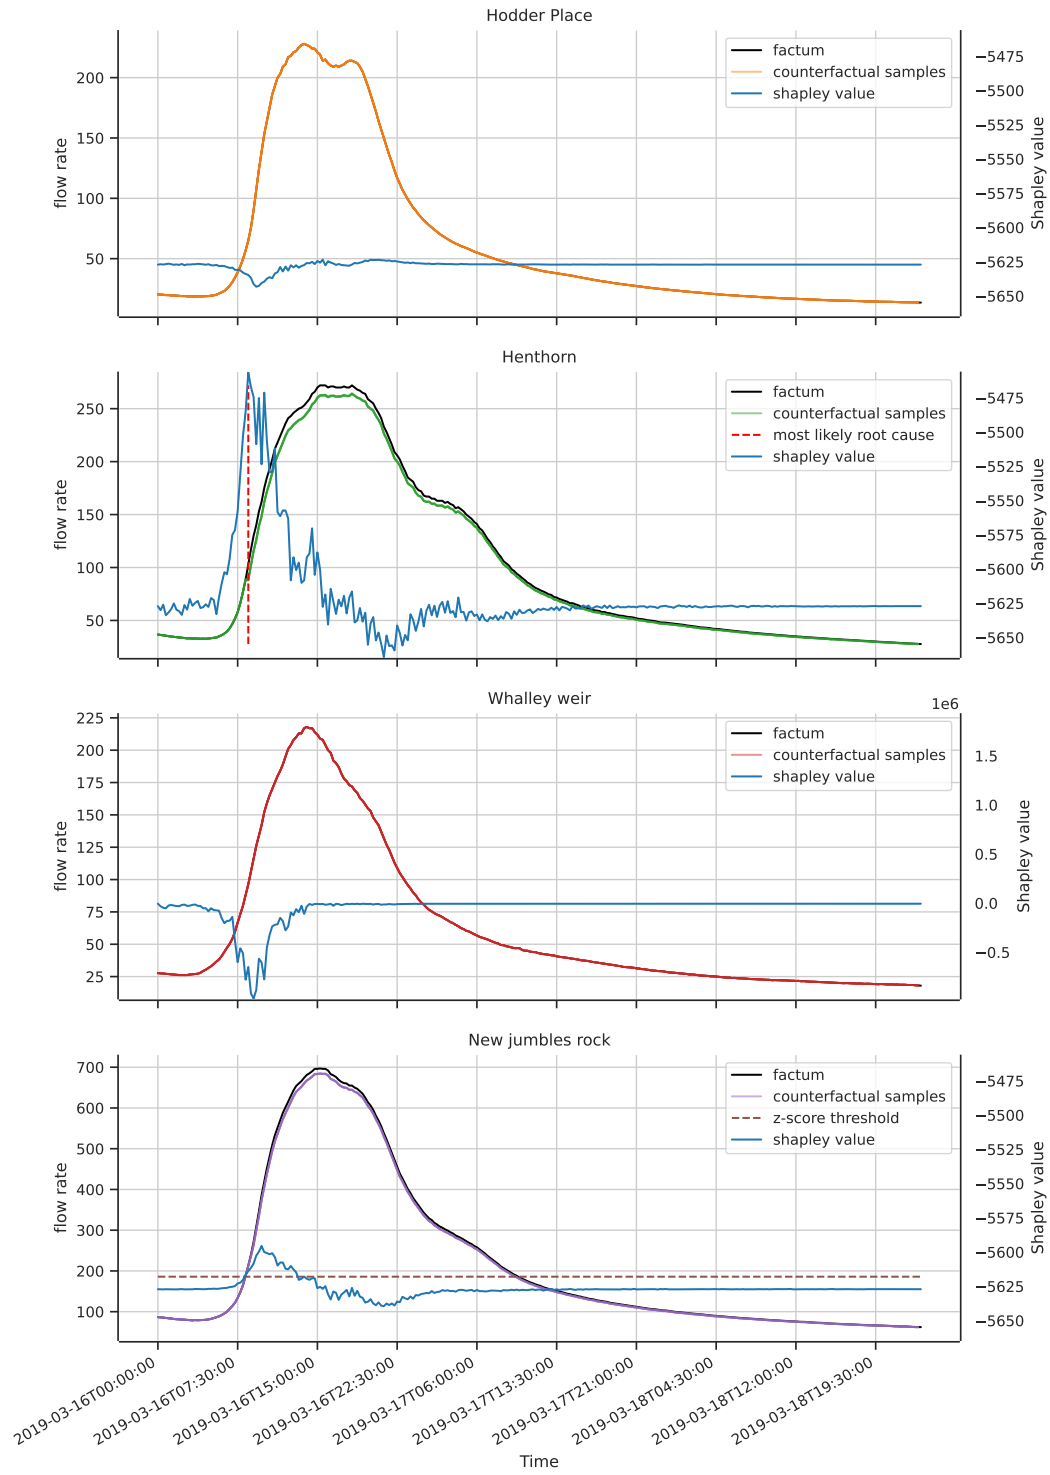 Hodder Place
flow rate
200
150
100
50
factum
counterfactual samples
shapley value
−5475
−5500
−5525
−5550
−5575
−5600
−5625
−5650
Shapley value
Henthorn
flow rate
250
200
150
100
50
factum
counterfactual samples
most likely root cause
shapley value
−5475
−5500
−5525
−5550
−5575
−5600
−5625
−5650
Shapley value
Whalley weir
1e6
flow rate
225
200
175
150
125
100
75
50
25
factum
counterfactual samples
shapley value
1.5
1.0
0.5
0.0
−0.5
Shapley value
New jumbles rock
flow rate
700
600
500
400
300
200
100
factum
counterfactual samples
z-score threshold
shapley value
−5475
−5500
−5525
−5550
−5575
−5600
−5625
−5650
Shapley value
2019-03-16T00:00:00
2019-03-16T07:30:00
2019-03-16T15:00:00
2019-03-16T22:30:00
2019-03-17T06:00:00
2019-03-17T13:30:00
2019-03-17T21:00:00
2019-03-18T04:30:00
2019-03-18T12:00:00
2019-03-18T19:30:00
Time